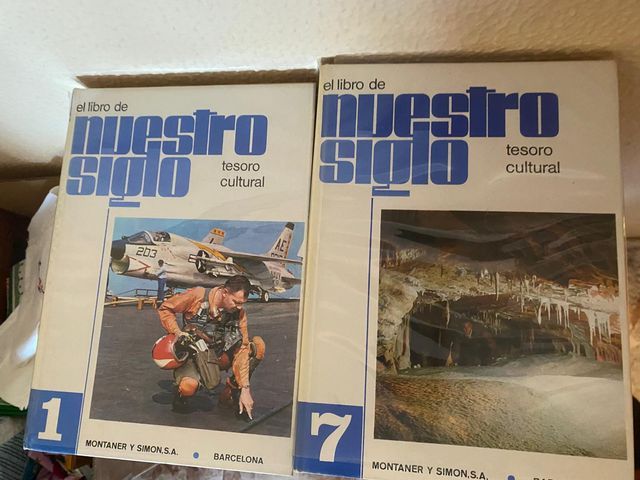 el libro de
nuestro
siglo
tesoro
cultural
203
AE
1
MONTANER Y SIMON,S.A. • BARCELONA
el libro de
nuestro
siglo
tesoro
cultural
7
MONTANER Y SIMON,S.A. •